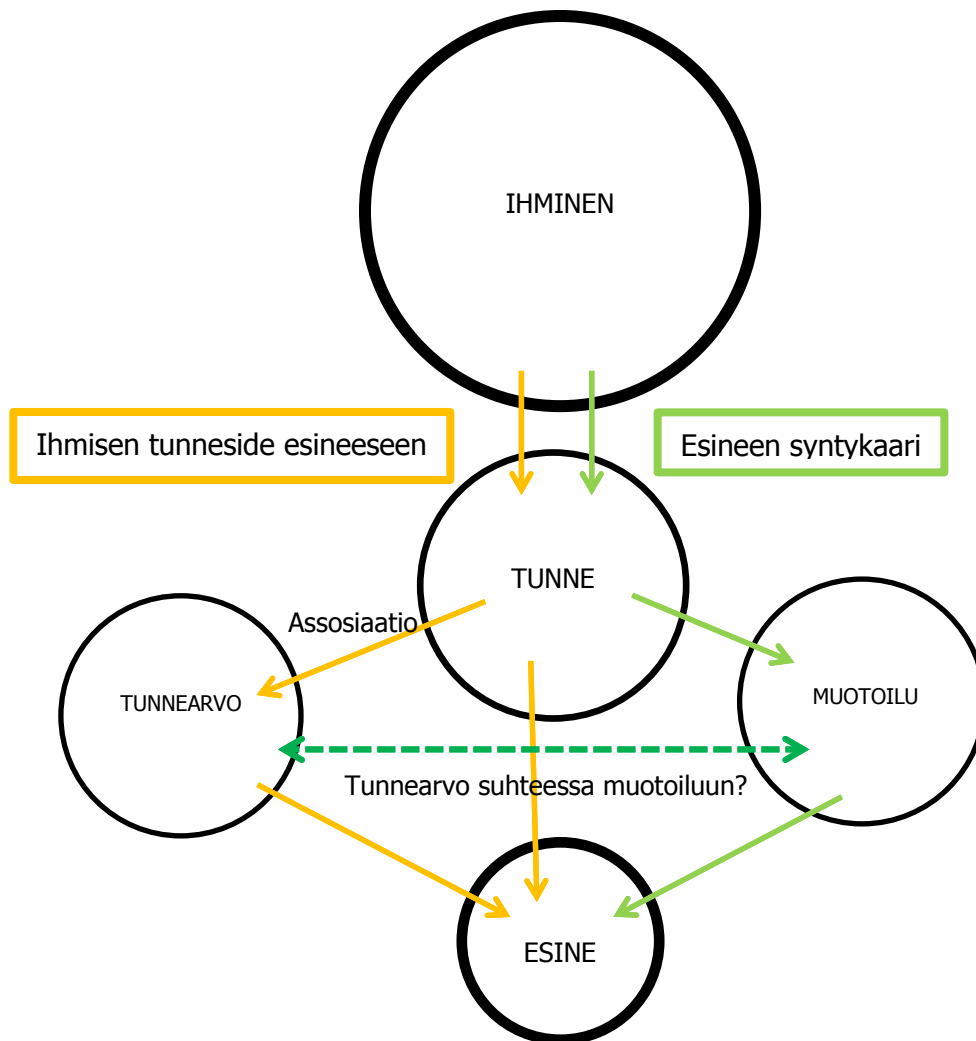 IHMINEN
Ihmisen tunneside esineeseen
Esineen syntykaari
TUNNE
Assosiaatio
TUNNEARVO
MUOTOILU
Tunnearvo suhteessa muotoiluun?
ESINE